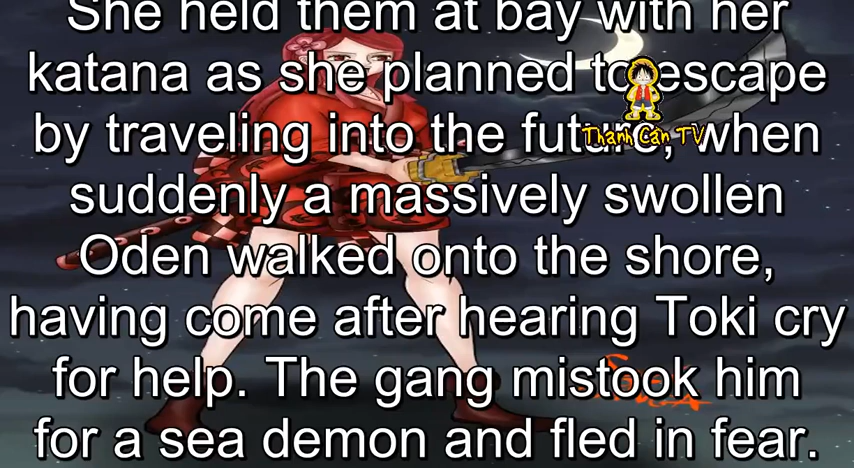 She held them at bay with her
katana as she planned to escape
by traveling into the future, when
Thanh Cân TV
suddenly a massively swollen
Oden walked onto the shore,
having come after hearing Toki cry
for help. The gang mistook him
for a sea demon and fled in fear.